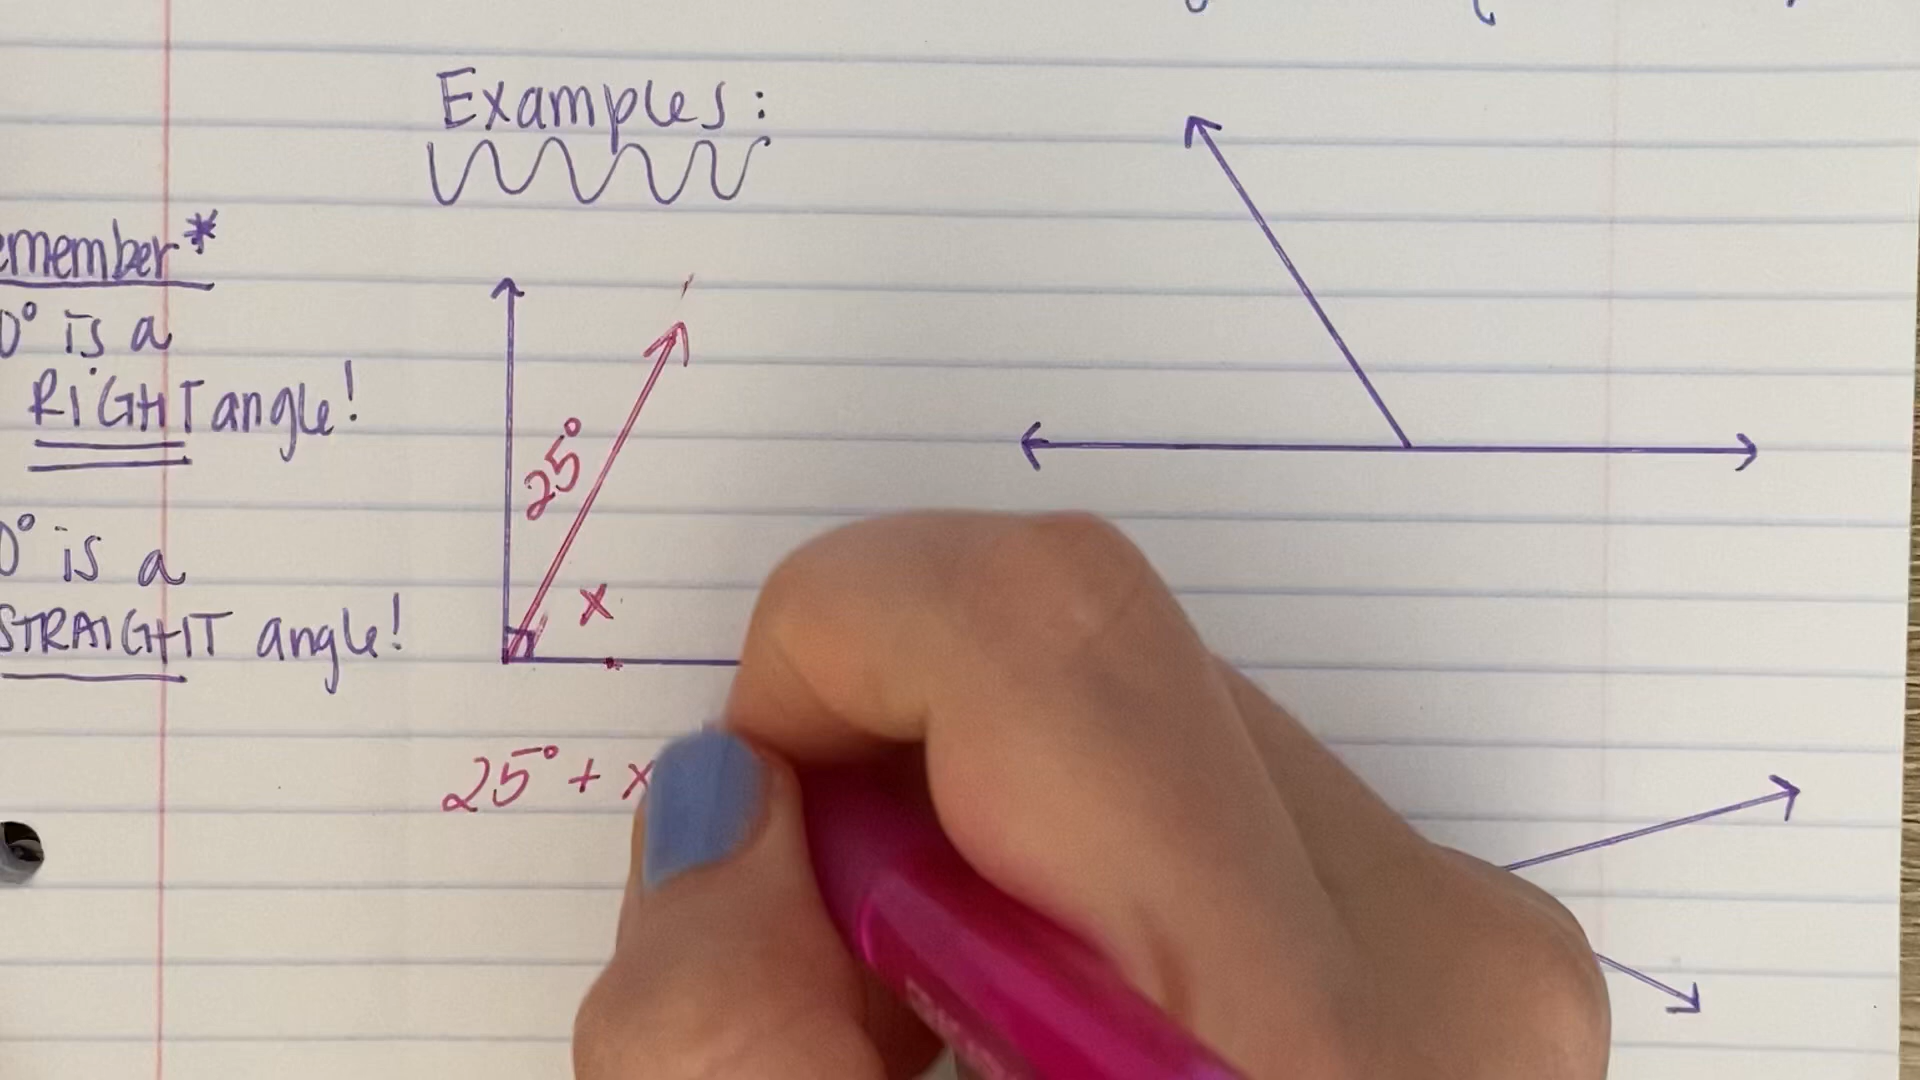 Examples:
emember*
0° is a
RIGHT angle!
0° is a
STRAIGHT angle!
25°
x
25° + x